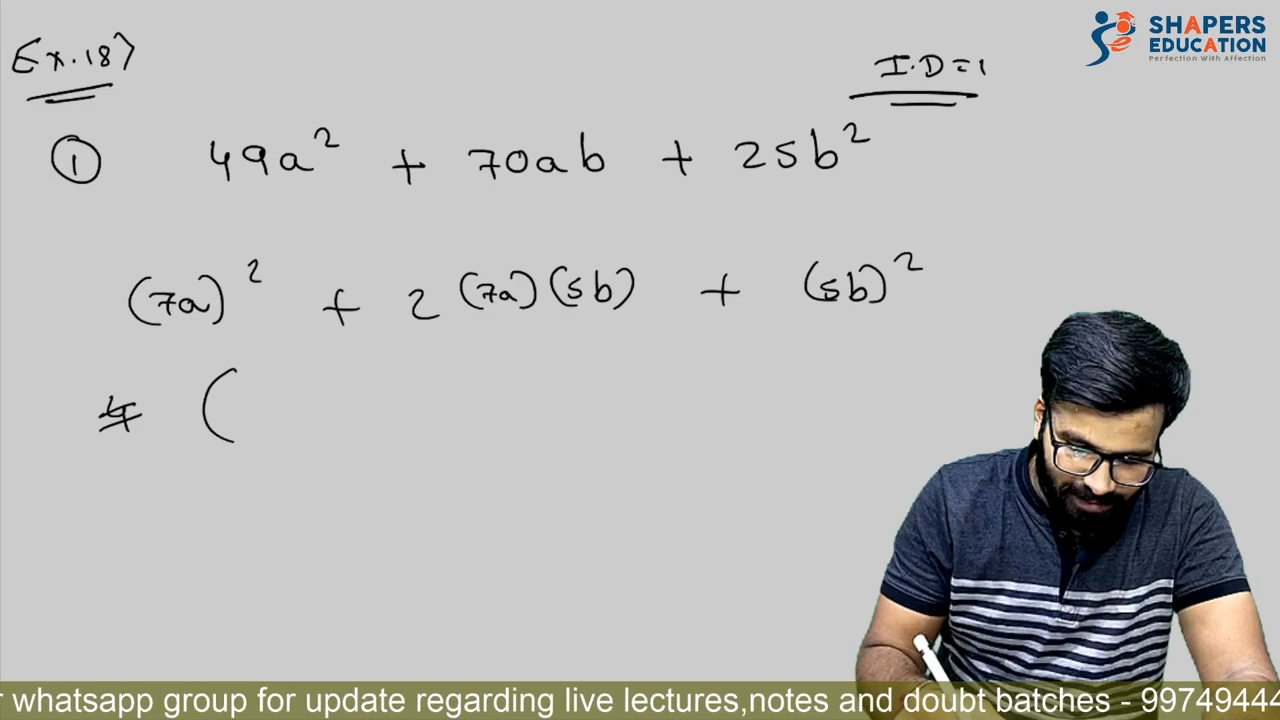 Ex.18>
I.D=1
SHAPERS
EDUCATION
Perfection With Affection
① 49a² + 70ab + 25b²
(7a)² + 2 (7a)(5b) + (5b)²
(
whatsapp group for update regarding live lectures,notes and doubt batches - 99749444